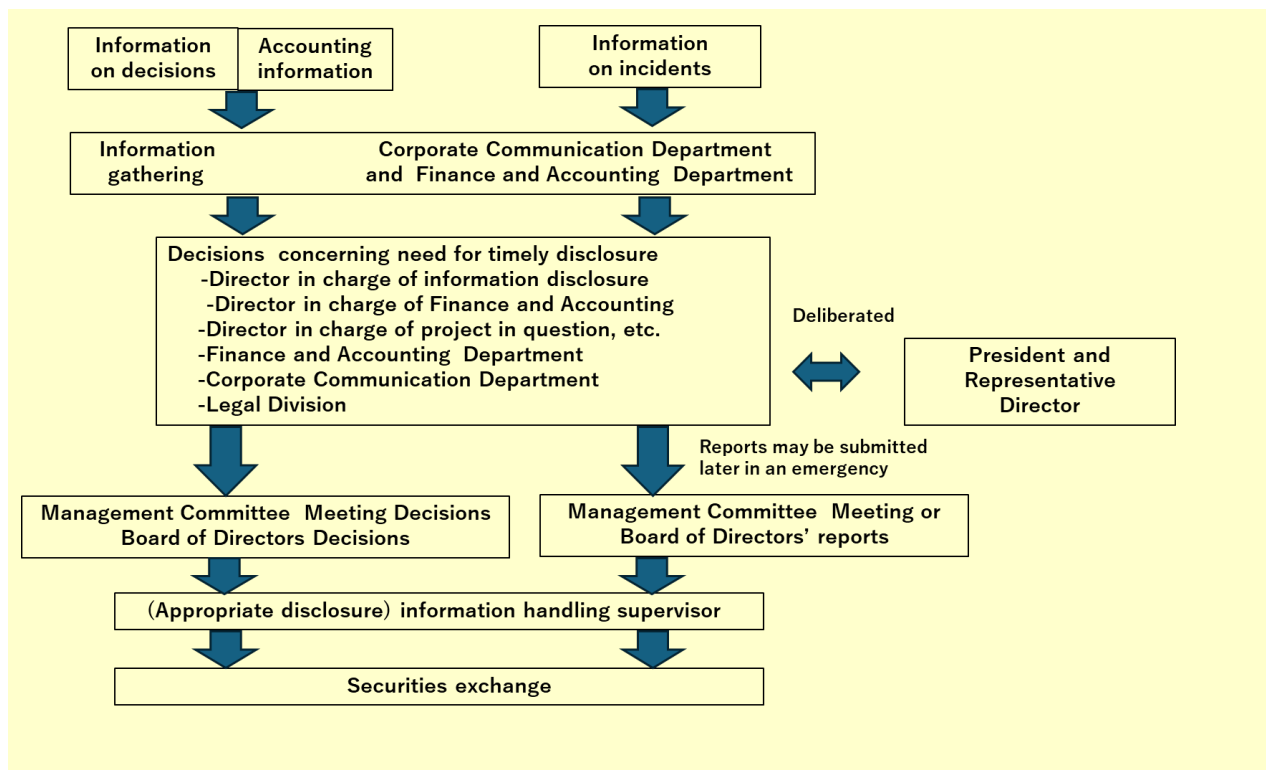 Information
on decisions
Accounting
information
Information
on incidents
Information
gathering
Corporate Communication Department
and Finance and Accounting Department
Decisions concerning need for timely disclosure
-Director in charge of information disclosure
-Director in charge of Finance and Accounting
-Director in charge of project in question, etc.
-Finance and Accounting Department
-Corporate Communication Department
-Legal Division
Deliberated
President and
Representative
Director
Reports may be submitted
later in an emergency
Management Committee Meeting Decisions
Board of Directors Decisions
Management Committee Meeting or
Board of Directors’ reports
(Appropriate disclosure) information handling supervisor
Securities exchange